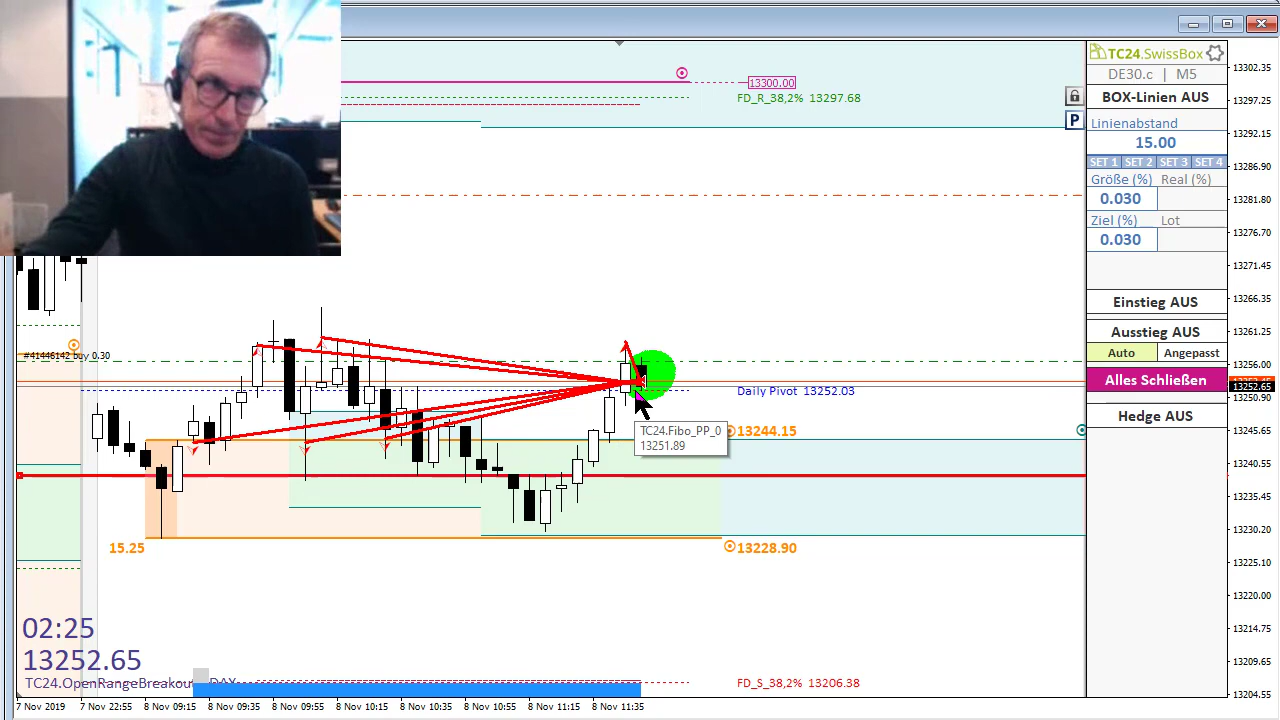 13300.00
FD_R_38,2% 13297.68
#41446142 buy 0.30
Daily Pivot 13252.03
TC24.Fibo_PP_0
13251.89
13244.15
15.25
13228.90
02:25
13252.65
TC24.OpenRangeBreakout DAX
FD_S_38,2% 13206.38
7 Nov 2019
7 Nov 22:55
8 Nov 09:15
8 Nov 09:35
8 Nov 09:55
8 Nov 10:15
8 Nov 10:35
8 Nov 10:55
8 Nov 11:15
8 Nov 11:35
P
TC24.SwissBox
DE30.c | M5
BOX-Linien AUS
Linienabstand
15.00
SET 1 SET 2 SET 3 SET 4
Größe (%) Real (%)
0.030
Ziel (%) Lot
0.030
Einstieg AUS
Ausstieg AUS
Auto Angepasst
Alles Schließen
Hedge AUS
13302.35
13297.25
13292.15
13286.90
13281.80
13276.70
13271.45
13266.35
13261.25
13256.00
13252.65
13250.90
13245.65
13240.55
13235.45
13230.20
13225.10
13220.00
13214.75
13209.65
13204.55